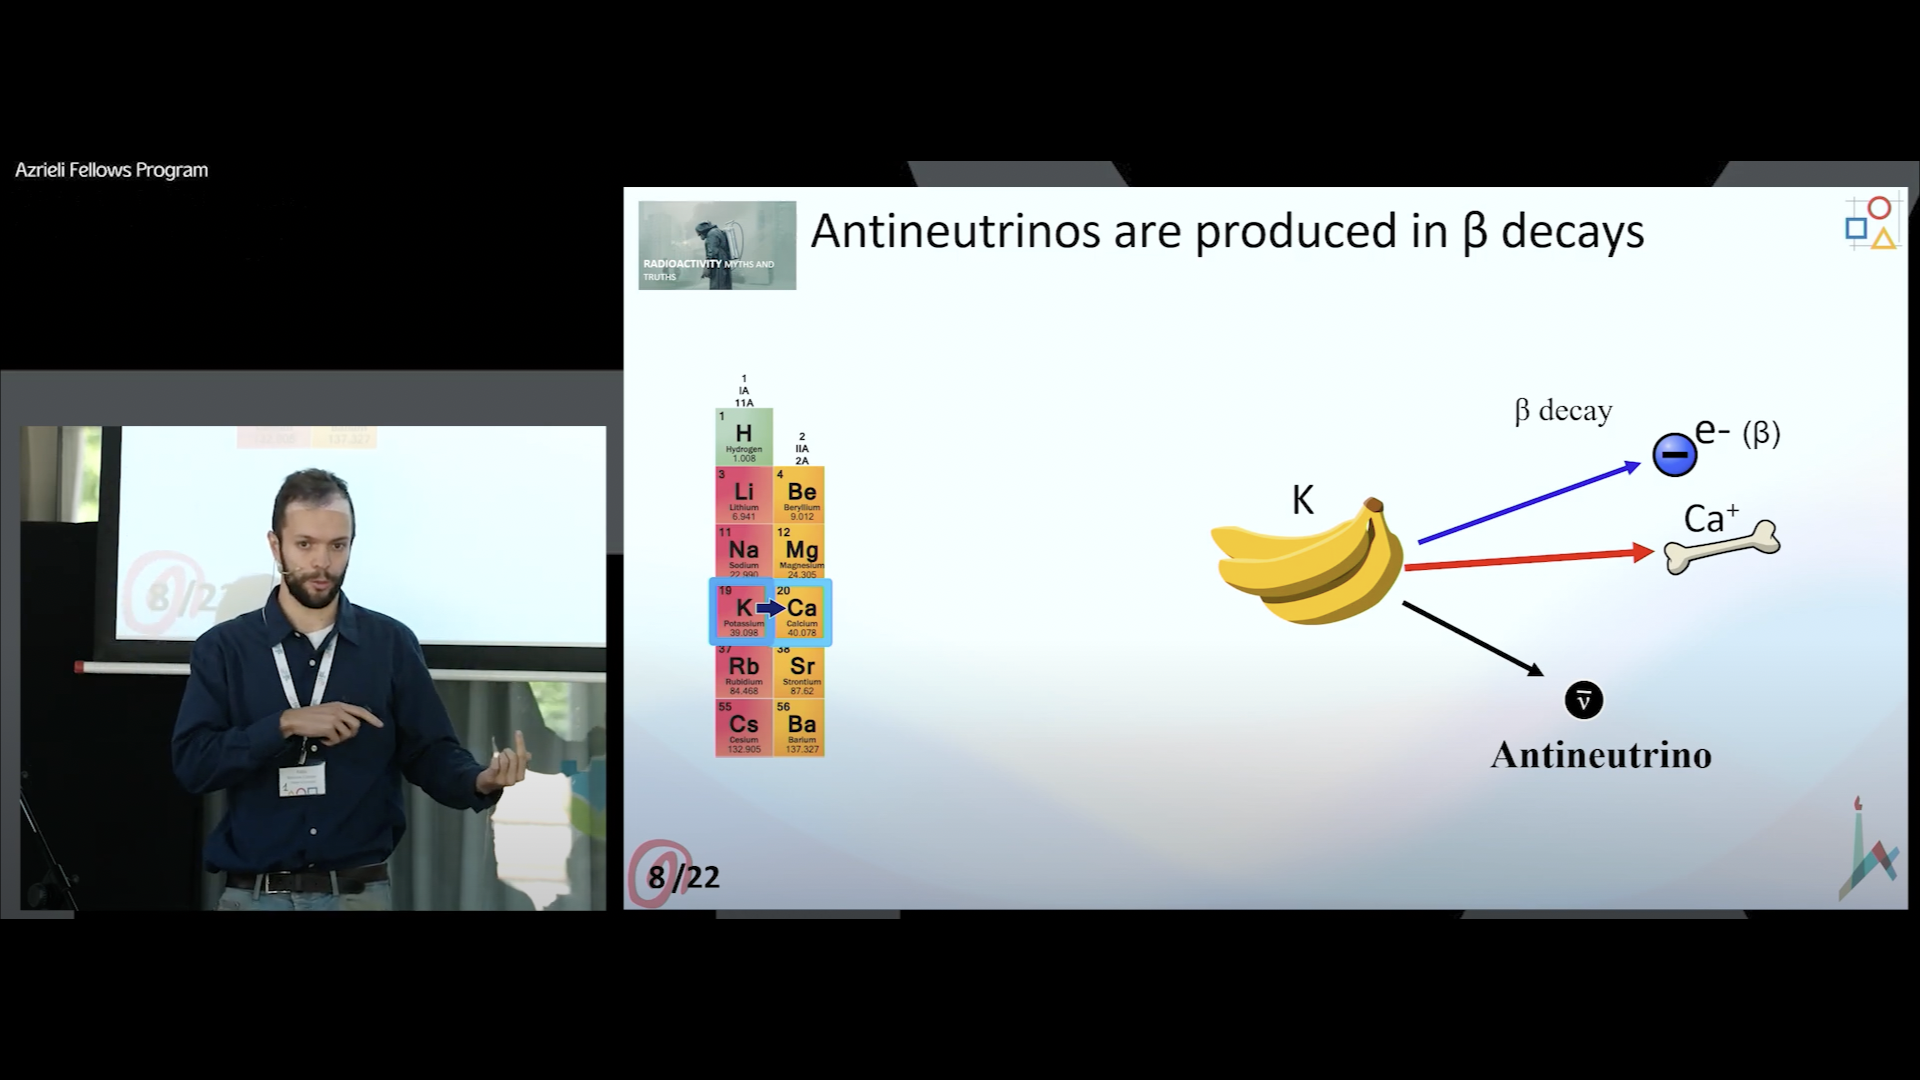 Azrieli Fellows Program
RADIOACTIVITY MYTHS AND
TRUTHS
Antineutrinos are produced in β decays
1
IA
11A
1
H
Hydrogen
1.008
2
IIA
2A
3
Li
Lithium
6.941
4
Be
Beryllium
9.012
11
Na
Sodium
22.990
12
Mg
Magnesium
24.305
19
K
Potassium
39.098
20
Ca
Calcium
40.078
37
Rb
Rubidium
84.468
38
Sr
Strontium
87.62
55
Cs
Cesium
132.905
56
Ba
Barium
137.327
K
β decay
e- (β)
Ca⁺
ν̅
Antineutrino
8 /22
137.327
8 /2